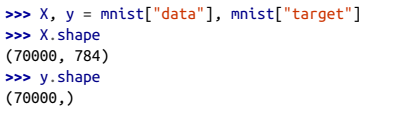 >>> X, y = mnist["data"], mnist["target"]
>>> X.shape
(70000, 784)
>>> y.shape
(70000,)